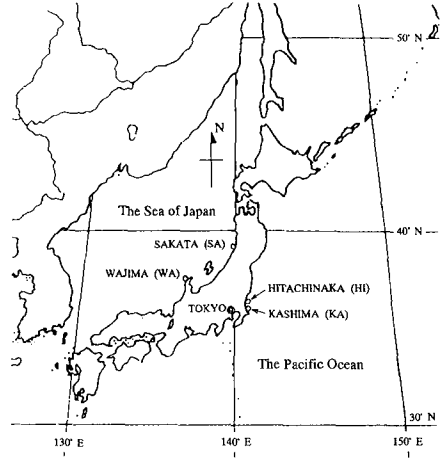 50° N
N
The Sea of Japan
40° N
SAKATA (SA)
WAJIMA (WA)
HITACHINAKA (HI)
TOKYO
KASHIMA (KA)
The Pacific Ocean
30° N
130° E
140° E
150° E